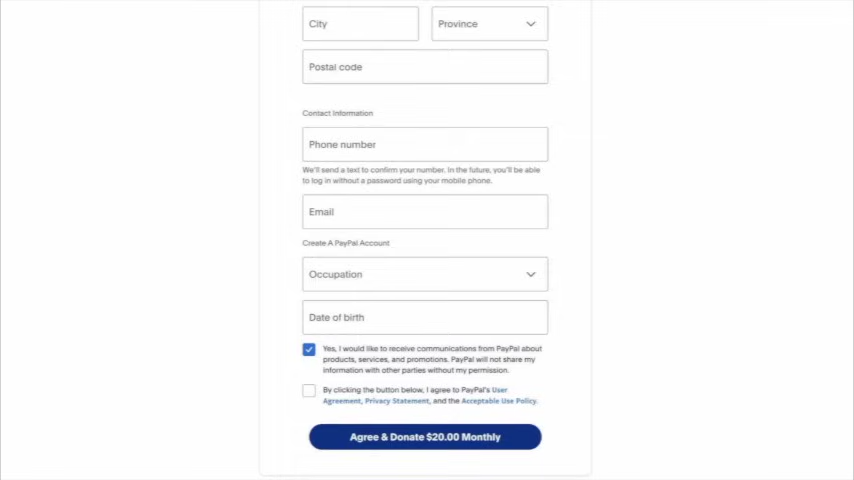 City
Province
Postal code
Contact Information
Phone number
We'll send a text to confirm your number. In the future, you'll be able
to log in without a password using your mobile phone.
Email
Create A PayPal Account
Occupation
Date of birth
Yes, I would like to receive communications from PayPal about
products, services, and promotions. PayPal will not share my
information with other parties without my permission.
By clicking the button below, I agree to PayPal's User
Agreement, Privacy Statement, and the Acceptable Use Policy.
Agree & Donate $20.00 Monthly